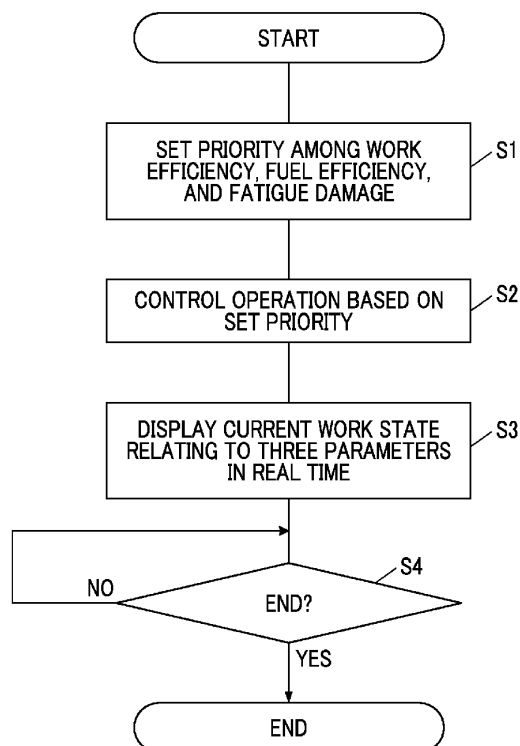 START
SET PRIORITY AMONG WORK
EFFICIENCY, FUEL EFFICIENCY,
AND FATIGUE DAMAGE
S1
CONTROL OPERATION BASED ON
SET PRIORITY
S2
DISPLAY CURRENT WORK STATE
RELATING TO THREE PARAMETERS
IN REAL TIME
S3
S4
NO
END?
YES
END